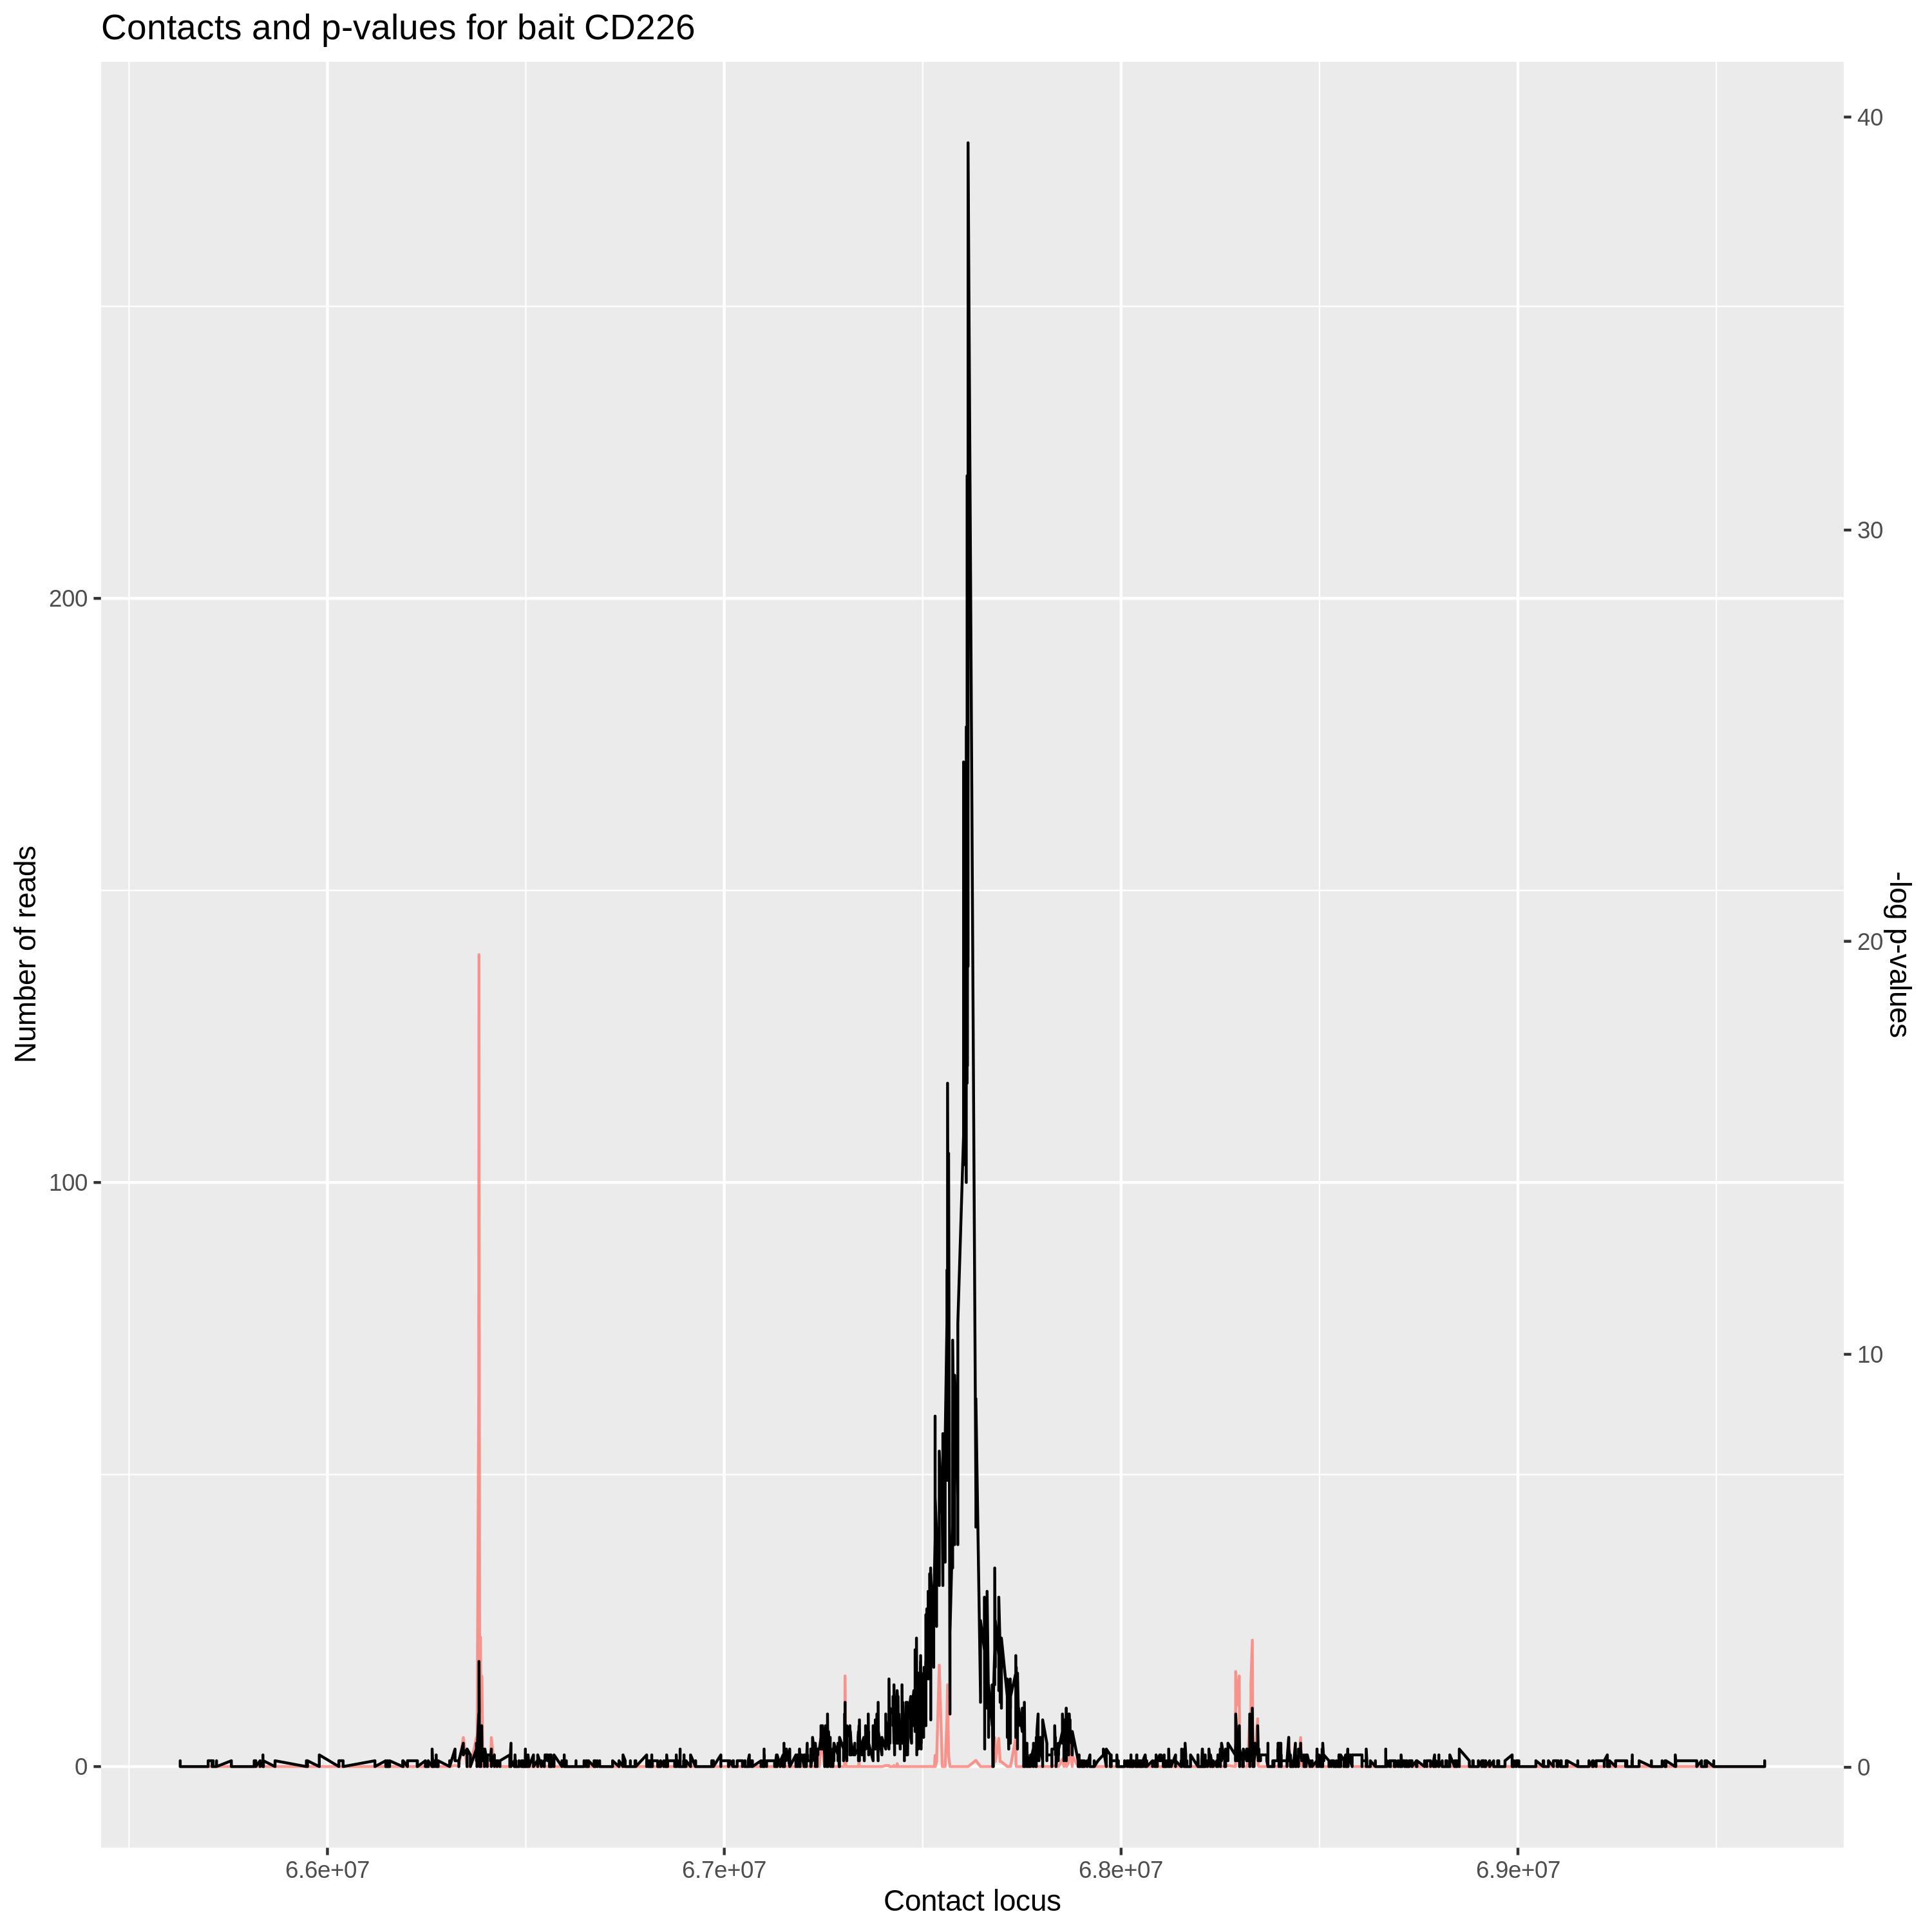 Contacts and p-values for bait CD226
Number of reads
200
100
0
40
30
20
10
0
-log p-values
6.6e+07 6.7e+07 6.8e+07 6.9e+07
Contact locus